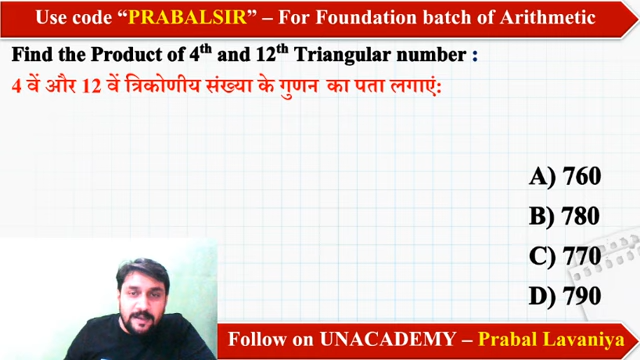 Use code “PRABALSIR” – For Foundation batch of Arithmetic
Find the Product of 4th and 12th Triangular number :
4 वें और 12 वें त्रिकोणीय संख्या के गुणन का पता लगाएं:
A) 760
B) 780
C) 770
D) 790
Follow on UNACADEMY – Prabal Lavaniya